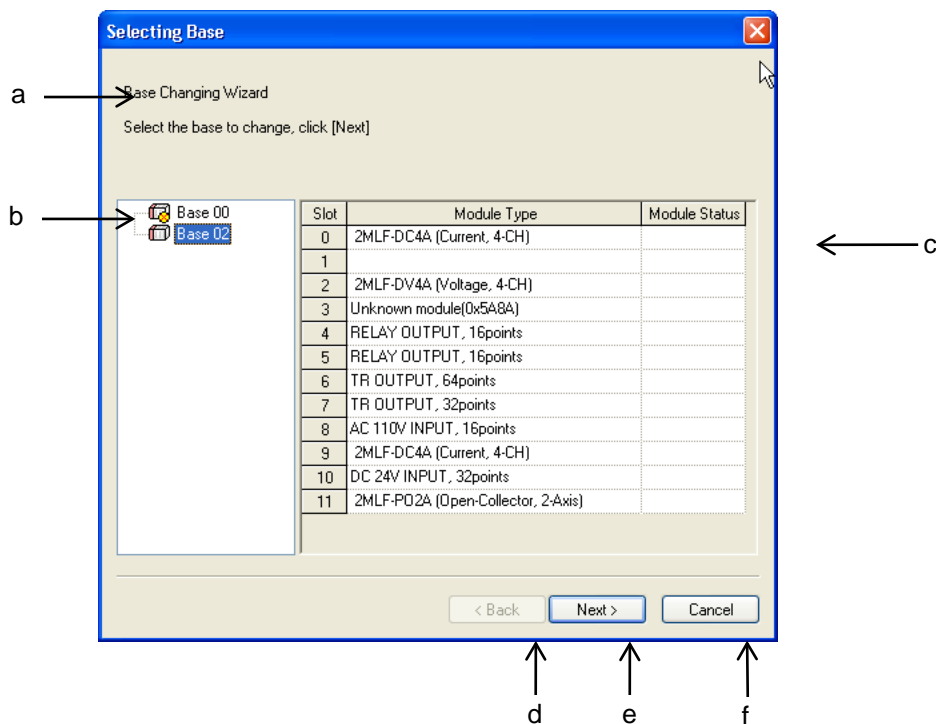 Selecting Base
a
Base Changing Wizard
Select the base to change, click [Next]
b
Base 00
Base 02
Slot Module Type Module Status
0 2MLF-DC4A (Current, 4-CH)
1
2 2MLF-DV4A (Voltage, 4-CH)
3 Unknown module(0x5A8A)
4 RELAY OUTPUT, 16points
5 RELAY OUTPUT, 16points
6 TR OUTPUT, 64points
7 TR OUTPUT, 32points
8 AC 110V INPUT, 16points
9 2MLF-DC4A (Current, 4-CH)
10 DC 24V INPUT, 32points
11 2MLF-PO2A (Open-Collector, 2-Axis)
c
< Back Next > Cancel
d e f